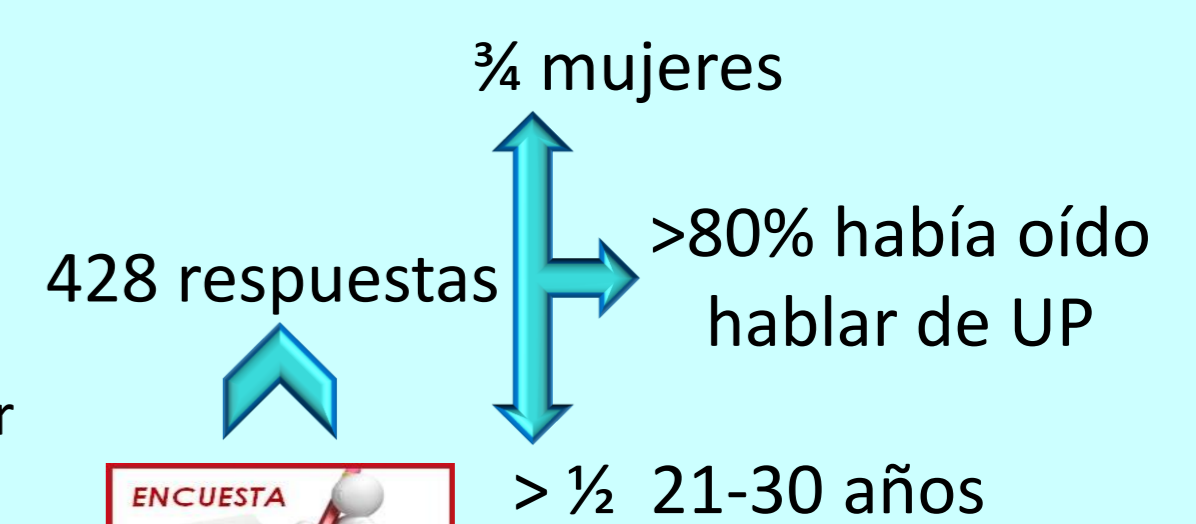 ¾ mujeres
>80% había oído
hablar de UP
428 respuestas
r
ENCUESTA
> ½ 21-30 años